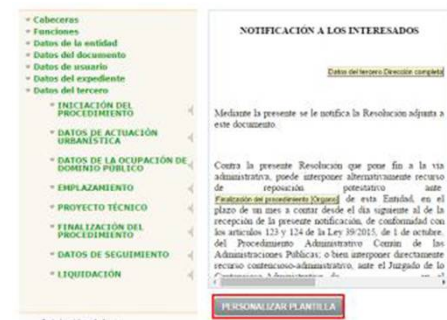 Cabeceras
Funciones
Datos de la entidad
Datos del documento
Datos de usuario
Datos del expediente
Datos del tercero
INICIACIÓN DEL
PROCEDIMIENTO
DATOS DE ACTUACIÓN
URBANÍSTICA
DATOS DE LA OCUPACIÓN DE
DOMINIO PÚBLICO
EMPLAZAMIENTO
PROYECTO TÉCNICO
FINALIZACIÓN DEL
PROCEDIMIENTO
DATOS DE SEGUIMIENTO
LIQUIDACIÓN
NOTIFICACIÓN A LOS INTERESADOS
Datos del tercero.Dirección completa
Mediante la presente se le notifica la Resolución adjunta a
este documento.
Contra la presente Resolución que pone fin a la vía
administrativa, puede interponer alternativamente recurso
de reposición potestativo ante
Finalización del procedimiento.[Órgano] de esta Entidad, en el
plazo de un mes a contar desde el día siguiente al de la
recepción de la presente notificación, de conformidad con
los artículos 123 y 124 de la Ley 39/2015, de 1 de octubre,
del Procedimiento Administrativo Común de las
Administraciones Públicas; o bien interponer directamente
recurso contencioso-administrativo, ante el Juzgado de lo
PERSONALIZAR PLANTILLA